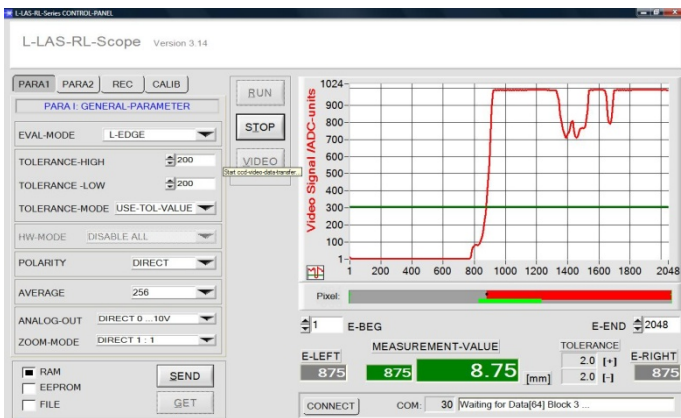 L-LAS-RL-Series CONTROL-PANEL
L-LAS-RL-Scope Version 3.14
PARA1 PARA2 REC CALIB
PARA I: GENERAL-PARAMETER
EVAL-MODE L-EDGE
TOLERANCE-HIGH 200
TOLERANCE -LOW 200
TOLERANCE-MODE USE-TOL-VALUE
HW-MODE DISABLE ALL
POLARITY DIRECT
AVERAGE 256
ANALOG-OUT DIRECT 0 ...10V
ZOOM-MODE DIRECT 1 : 1
RAM
EEPROM
FILE
SEND
GET
RUN
STOP
VIDEO
Start ccd-video-data-transfer...
Video Signal /ADC-units
1024
900
800
700
600
500
400
300
200
100
1
1 200 400 600 800 1000 1200 1400 1600 1800 2048
Pixel:
1 E-BEG E-END 2048
MEASUREMENT-VALUE TOLERANCE
E-LEFT 2.0 [+] E-RIGHT
875 875 8.75 [mm] 2.0 [-] 875
CONNECT COM: 30 Waiting for Data[64] Block 3 ...